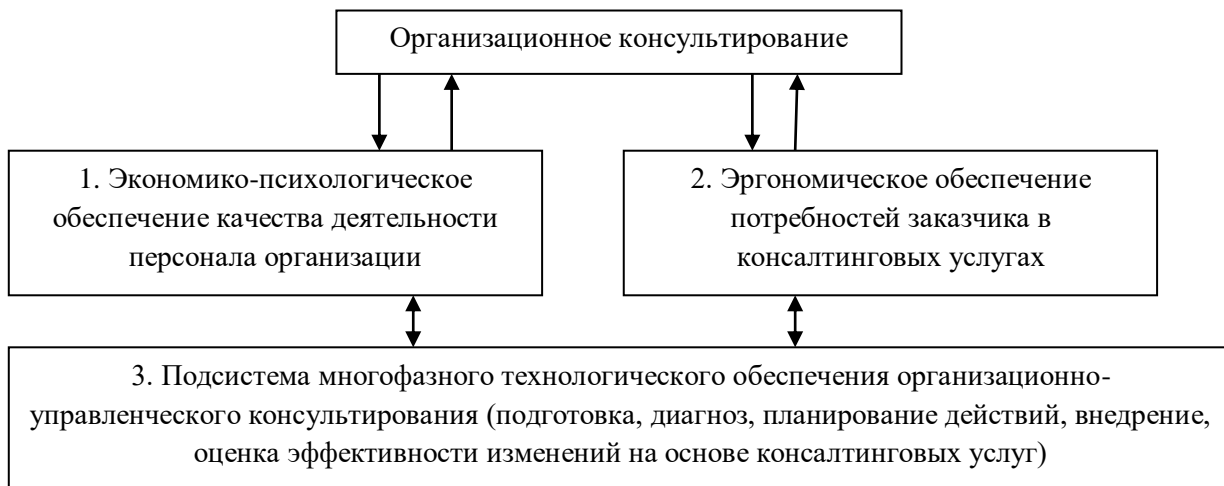 Организационное консультирование
1. Экономико-психологическое
обеспечение качества деятельности
персонала организации
2. Эргономическое обеспечение
потребностей заказчика в
консалтинговых услугах
3. Подсистема многофазного технологического обеспечения организационно-
управленческого консультирования (подготовка, диагноз, планирование действий, внедрение,
оценка эффективности изменений на основе консалтинговых услуг)